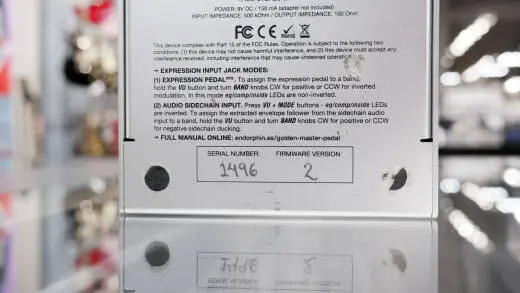 POWER: 9V DC / 150 mA (adapter not included)
INPUT IMPEDANCE: 500 kOhm / OUTPUT IMPEDANCE: 100 Ohm
FC CE
This device complies with Part 15 of the FCC Rules. Operation is subject to the following two
conditions: (1) this device may not cause harmful interference, and (2) this device must accept any
interference received, including interference that may cause undesired operation.
→ EXPRESSION INPUT JACK MODES:
(1) EXPRESSION PEDAL To assign the expression pedal to a band,
hold the VU button and turn BAND knobs CW for positive or CCW for inverted
modulation. In this mode eq/comp/mside LEDs are non-inverted.
(2) AUDIO SIDECHAIN INPUT. Press VU + MODE buttons - eq/comp/mside LEDs
are inverted. To assign the extracted envelope follower from the sidechain audio
input to a band, hold the VU button and turn BAND knobs CW for positive or CCW
for negative sidechain ducking.
→ FULL MANUAL ONLINE: endorphin.es/golden-master-pedal
SERIAL NUMBER: FIRMWARE VERSION:
1496 2